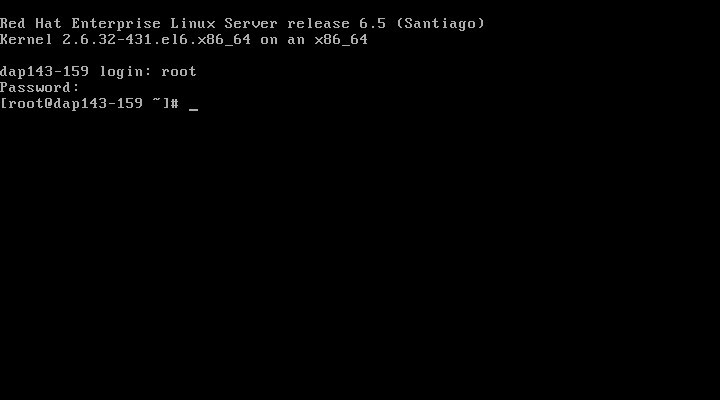 Red Hat Enterprise Linux Server release 6.5 (Santiago)
Kernel 2.6.32-431.el6.x86_64 on an x86_64
dap143-159 login: root
Password:
[root@dap143-159 ~]# _